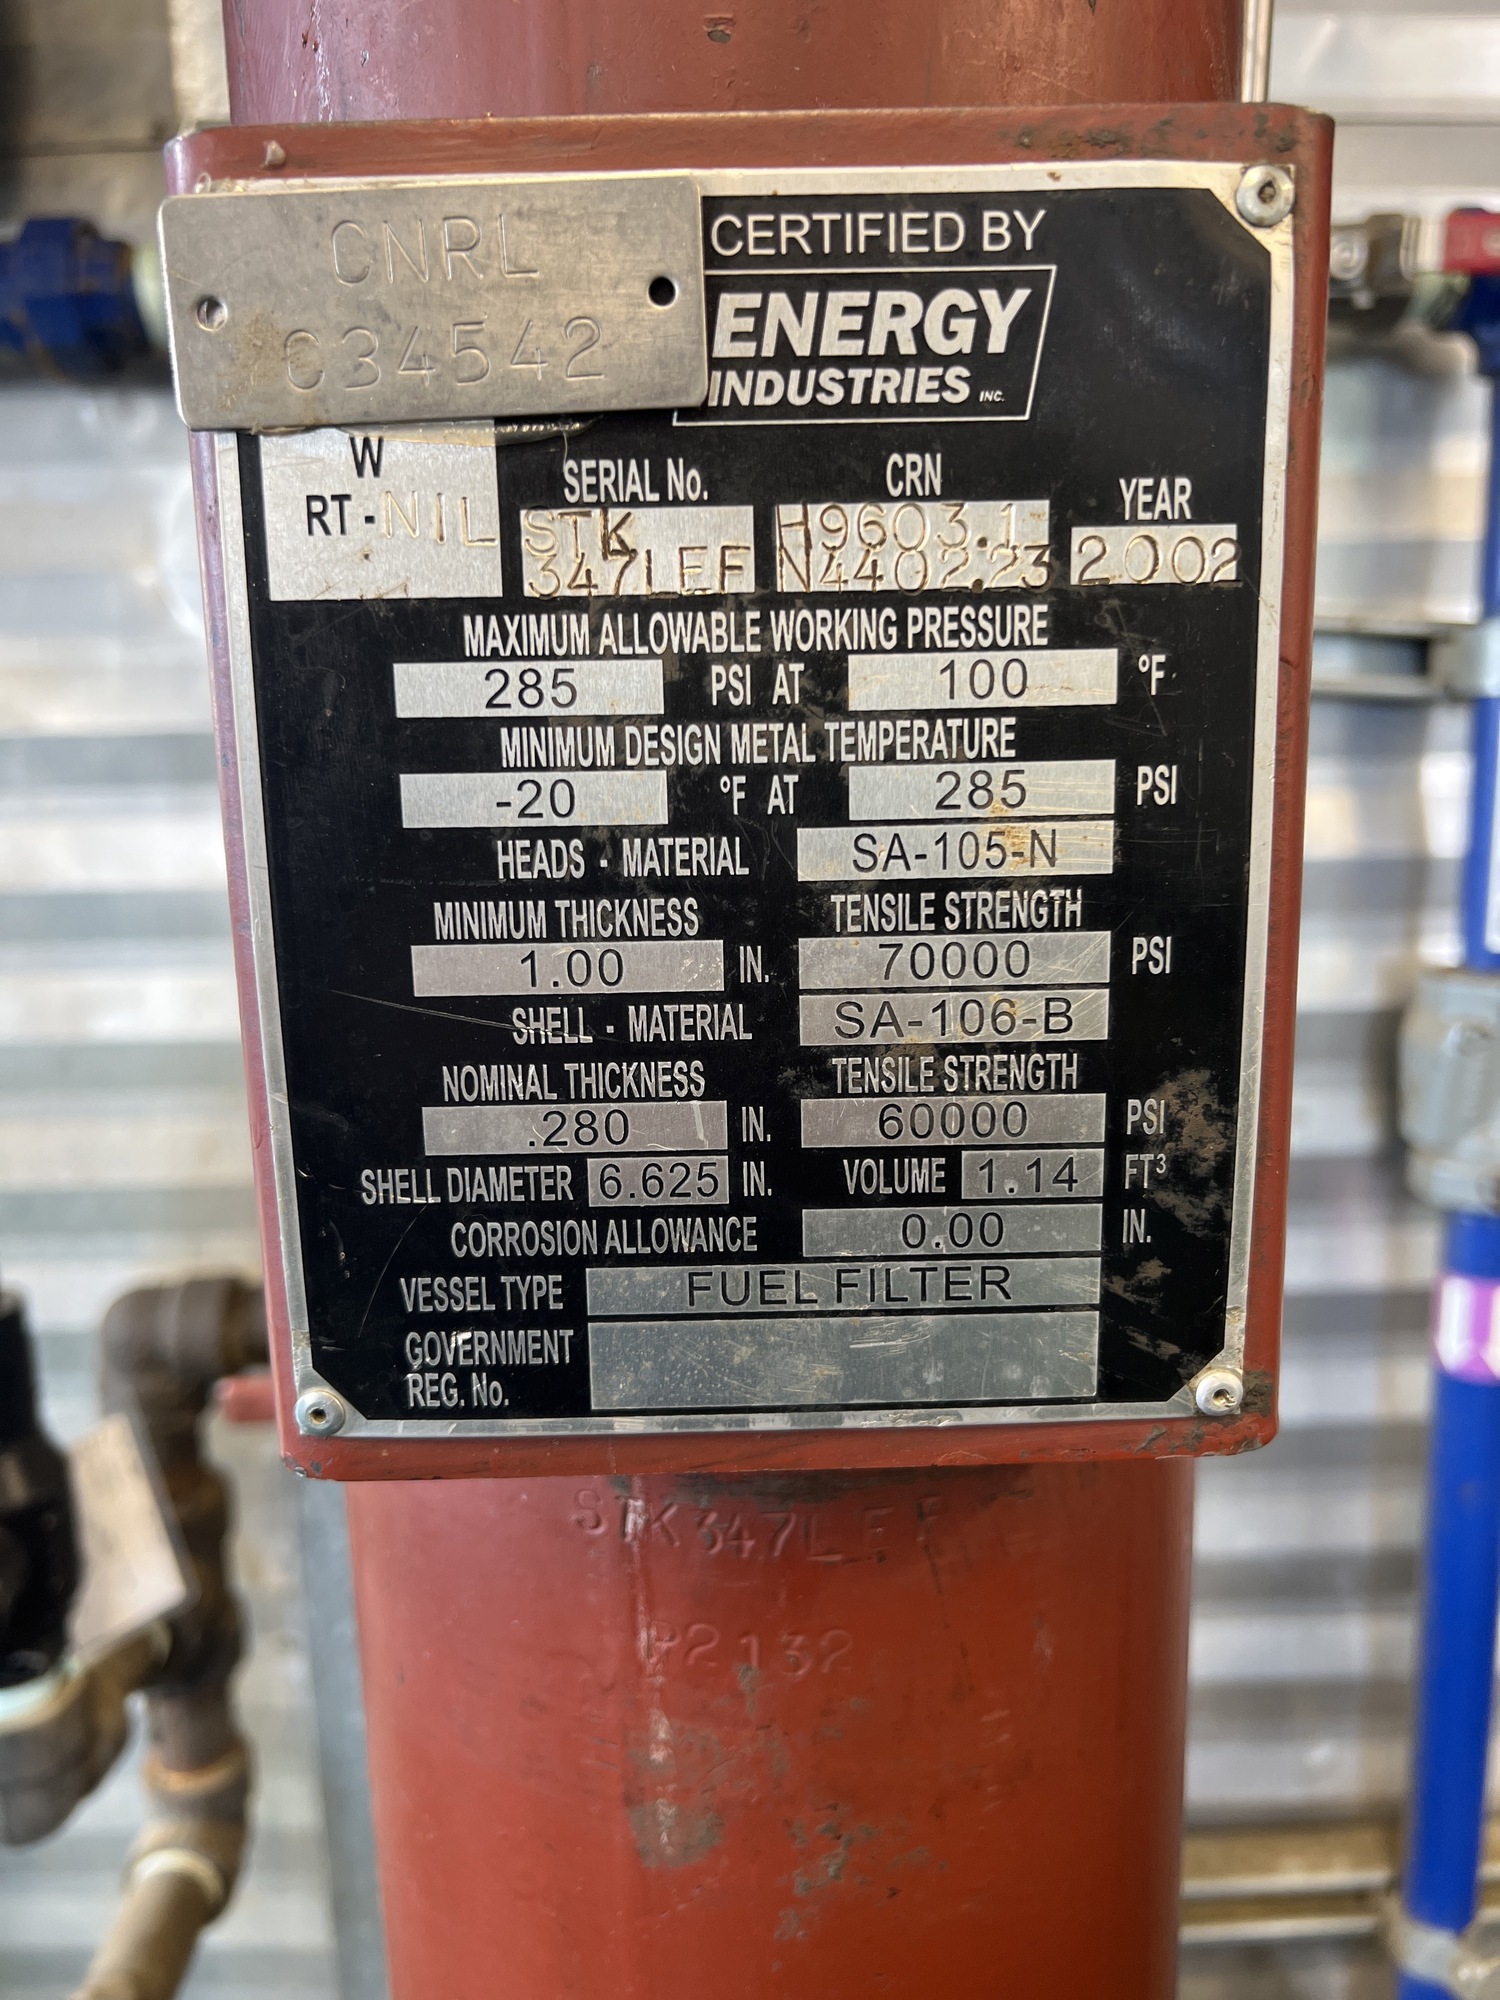 CNRL
C34542
CERTIFIED BY
ENERGY
INDUSTRIES INC.
W
RT - NIL
SERIAL No.
STK
347LEF
CRN
H9603.1
N4402.23
YEAR
2002
MAXIMUM ALLOWABLE WORKING PRESSURE
285 PSI AT 100 °F
MINIMUM DESIGN METAL TEMPERATURE
-20 °F AT 285 PSI
HEADS - MATERIAL SA-105-N
MINIMUM THICKNESS TENSILE STRENGTH
1.00 IN. 70000 PSI
SHELL - MATERIAL SA-106-B
NOMINAL THICKNESS TENSILE STRENGTH
.280 IN. 60000 PSI
SHELL DIAMETER 6.625 IN. VOLUME 1.14 FT³
CORROSION ALLOWANCE 0.00 IN.
VESSEL TYPE FUEL FILTER
GOVERNMENT
REG. No.
STK347LEF